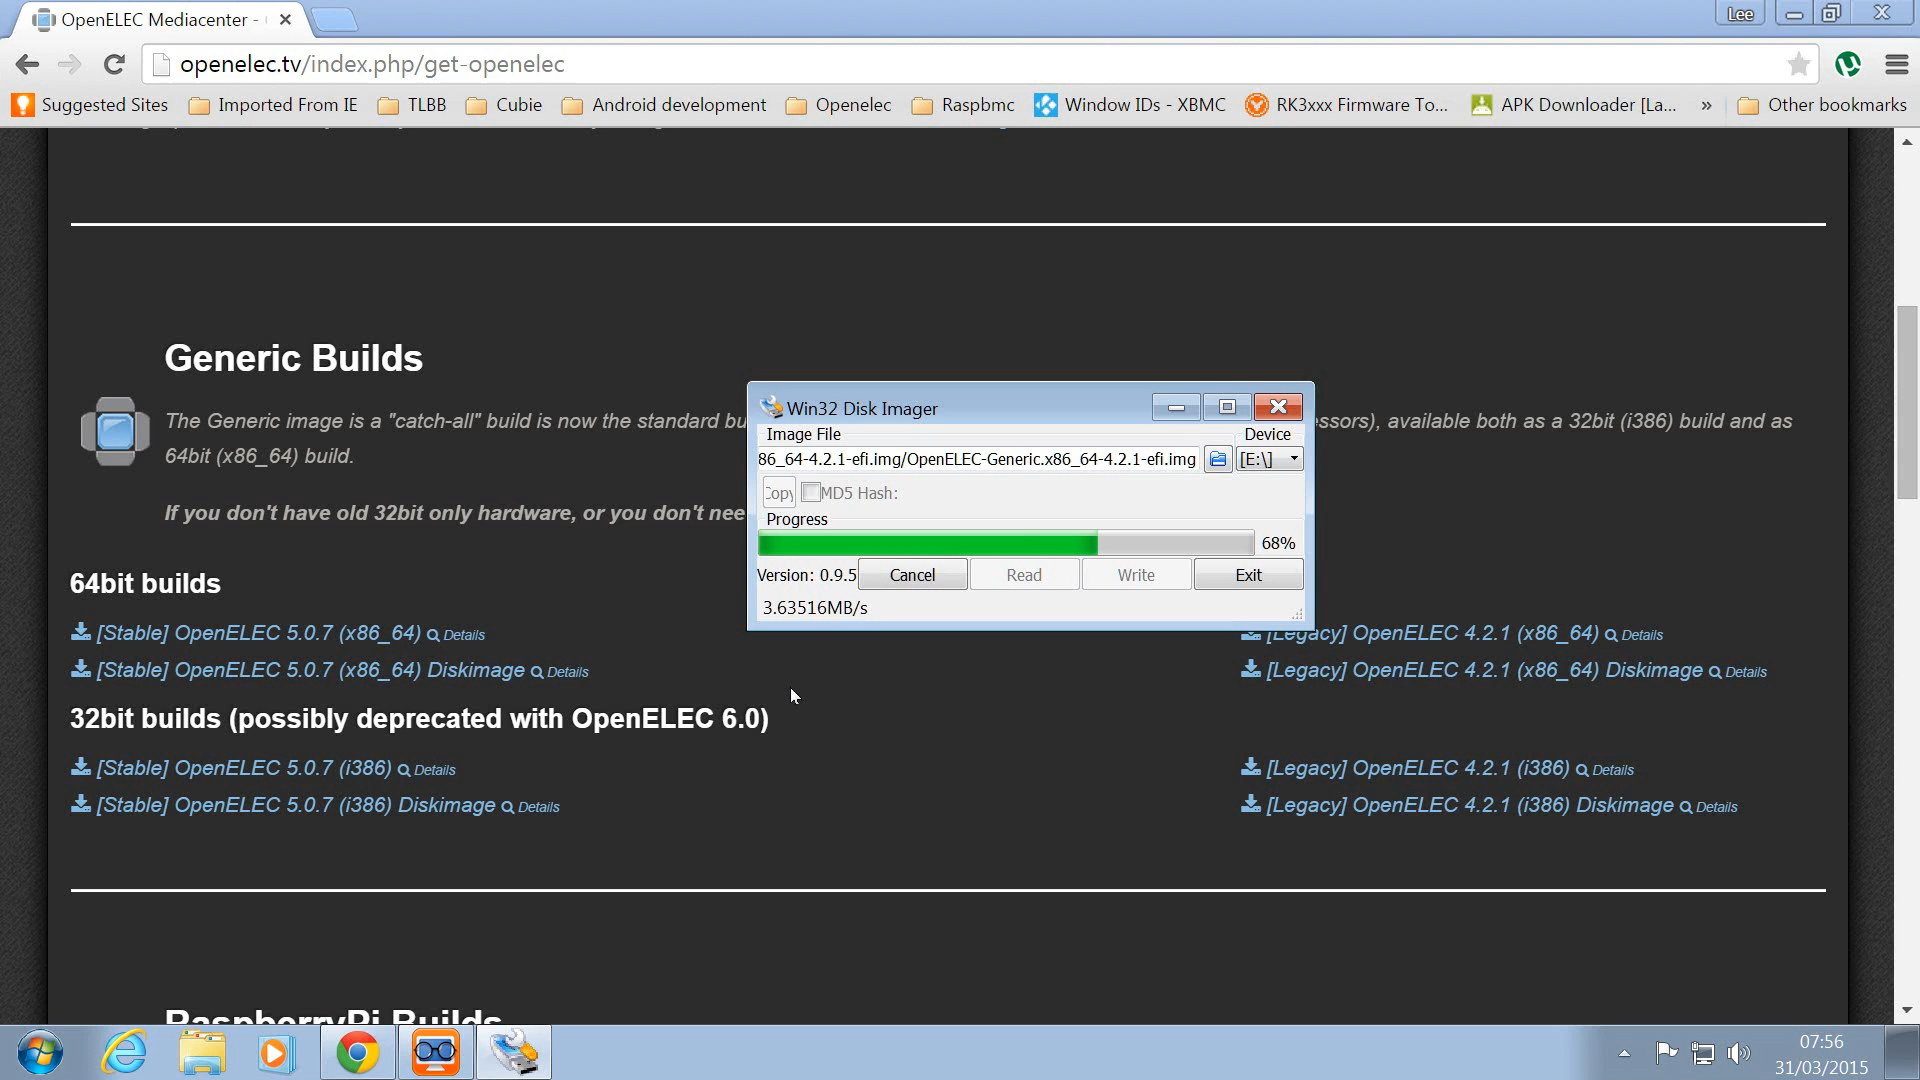 OpenELEC Mediacenter -
Lee
openelec.tv/index.php/get-openelec
Suggested Sites
Imported From IE
TLBB
Cubie
Android development
Openelec
Raspbmc
Window IDs - XBMC
RK3xxx Firmware To...
APK Downloader [La...
»
Other bookmarks
Generic Builds
The Generic image is a "catch-all" build is now the standard bu
ssors), available both as a 32bit (i386) build and as
64bit (x86_64) build.
If you don't have old 32bit only hardware, or you don't nee
Win32 Disk Imager
Image File
Device
86_64-4.2.1-efi.img/OpenELEC-Generic.x86_64-4.2.1-efi.img
[E:\]
Copy
MD5 Hash:
Progress
68%
Version: 0.9.5
Cancel
Read
Write
Exit
3.63516MB/s
64bit builds
[Stable] OpenELEC 5.0.7 (x86_64) Details
[Legacy] OpenELEC 4.2.1 (x86_64) Details
[Stable] OpenELEC 5.0.7 (x86_64) Diskimage Details
[Legacy] OpenELEC 4.2.1 (x86_64) Diskimage Details
32bit builds (possibly deprecated with OpenELEC 6.0)
[Stable] OpenELEC 5.0.7 (i386) Details
[Legacy] OpenELEC 4.2.1 (i386) Details
[Stable] OpenELEC 5.0.7 (i386) Diskimage Details
[Legacy] OpenELEC 4.2.1 (i386) Diskimage Details
RaspberryPi Builds
07:56
31/03/2015